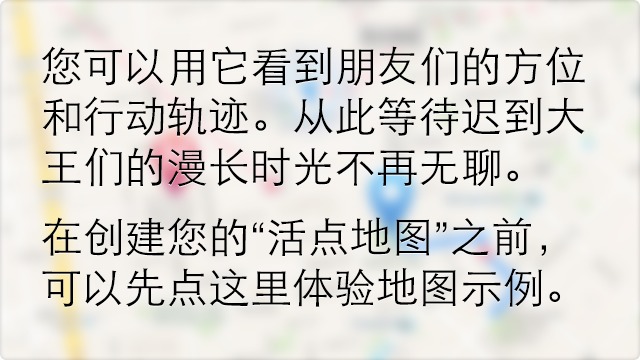 您可以用它看到朋友们的方位
和行动轨迹。从此等待迟到大
王们的漫长时光不再无聊。
在创建您的“活点地图”之前，
可以先点这里体验地图示例。